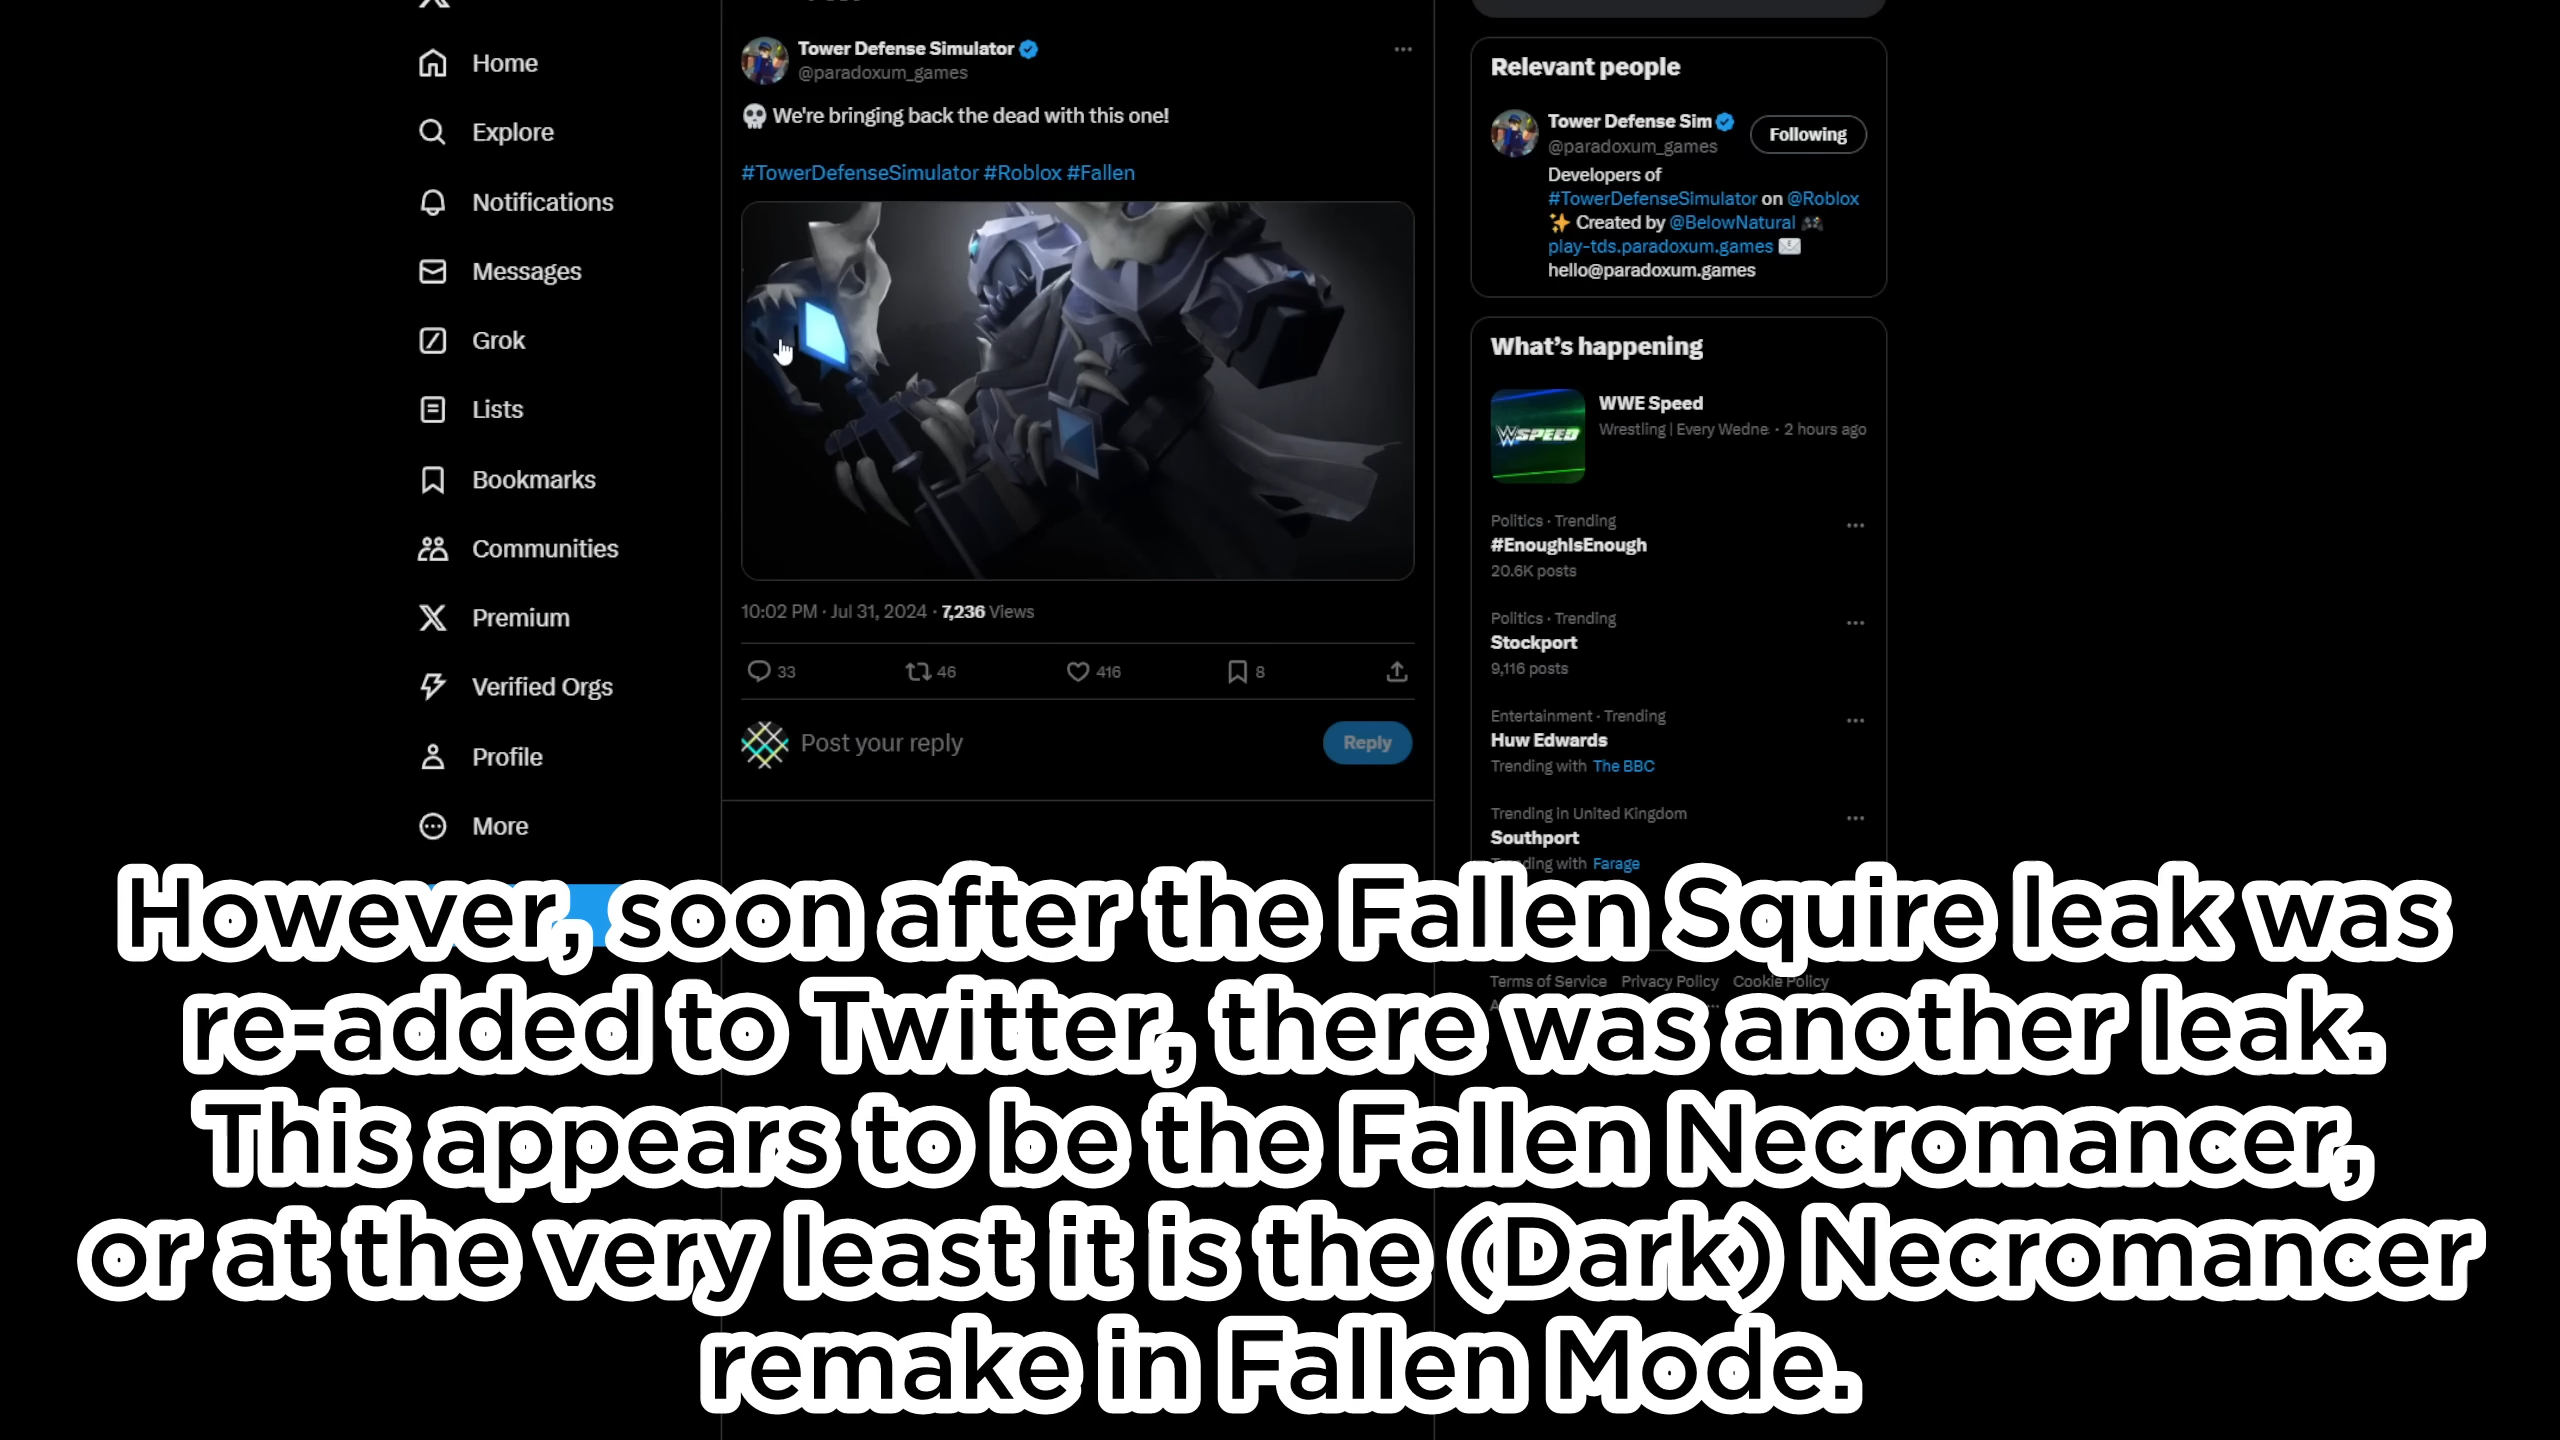 Home
Explore
Notifications
Messages
Grok
Lists
Bookmarks
Communities
Premium
Verified Orgs
Profile
More
Tower Defense Simulator
@paradoxum_games
💀 We're bringing back the dead with this one!
#TowerDefenseSimulator #Roblox #Fallen
10:02 PM · Jul 31, 2024 · 7,236 Views
33
46
416
8
Post your reply
Reply
Relevant people
Tower Defense Sim
@paradoxum_games
Following
Developers of
#TowerDefenseSimulator on @Roblox
✨ Created by @BelowNatural 🎮
play-tds.paradoxum.games ✉️
hello@paradoxum.games
What's happening
WWE Speed
Wrestling | Every Wedne · 2 hours ago
W SPEED
Politics · Trending
#EnoughIsEnough
20.6K posts
Politics · Trending
Stockport
9,116 posts
Entertainment · Trending
Huw Edwards
Trending with The BBC
Trending in United Kingdom
Southport
with Farage
Terms of Service Privacy Policy Cookie Policy
However, soon after the Fallen Squire leak was
re-added to Twitter, there was another leak.
This appears to be the Fallen Necromancer,
or at the very least it is the (Dark) Necromancer
remake in Fallen Mode.